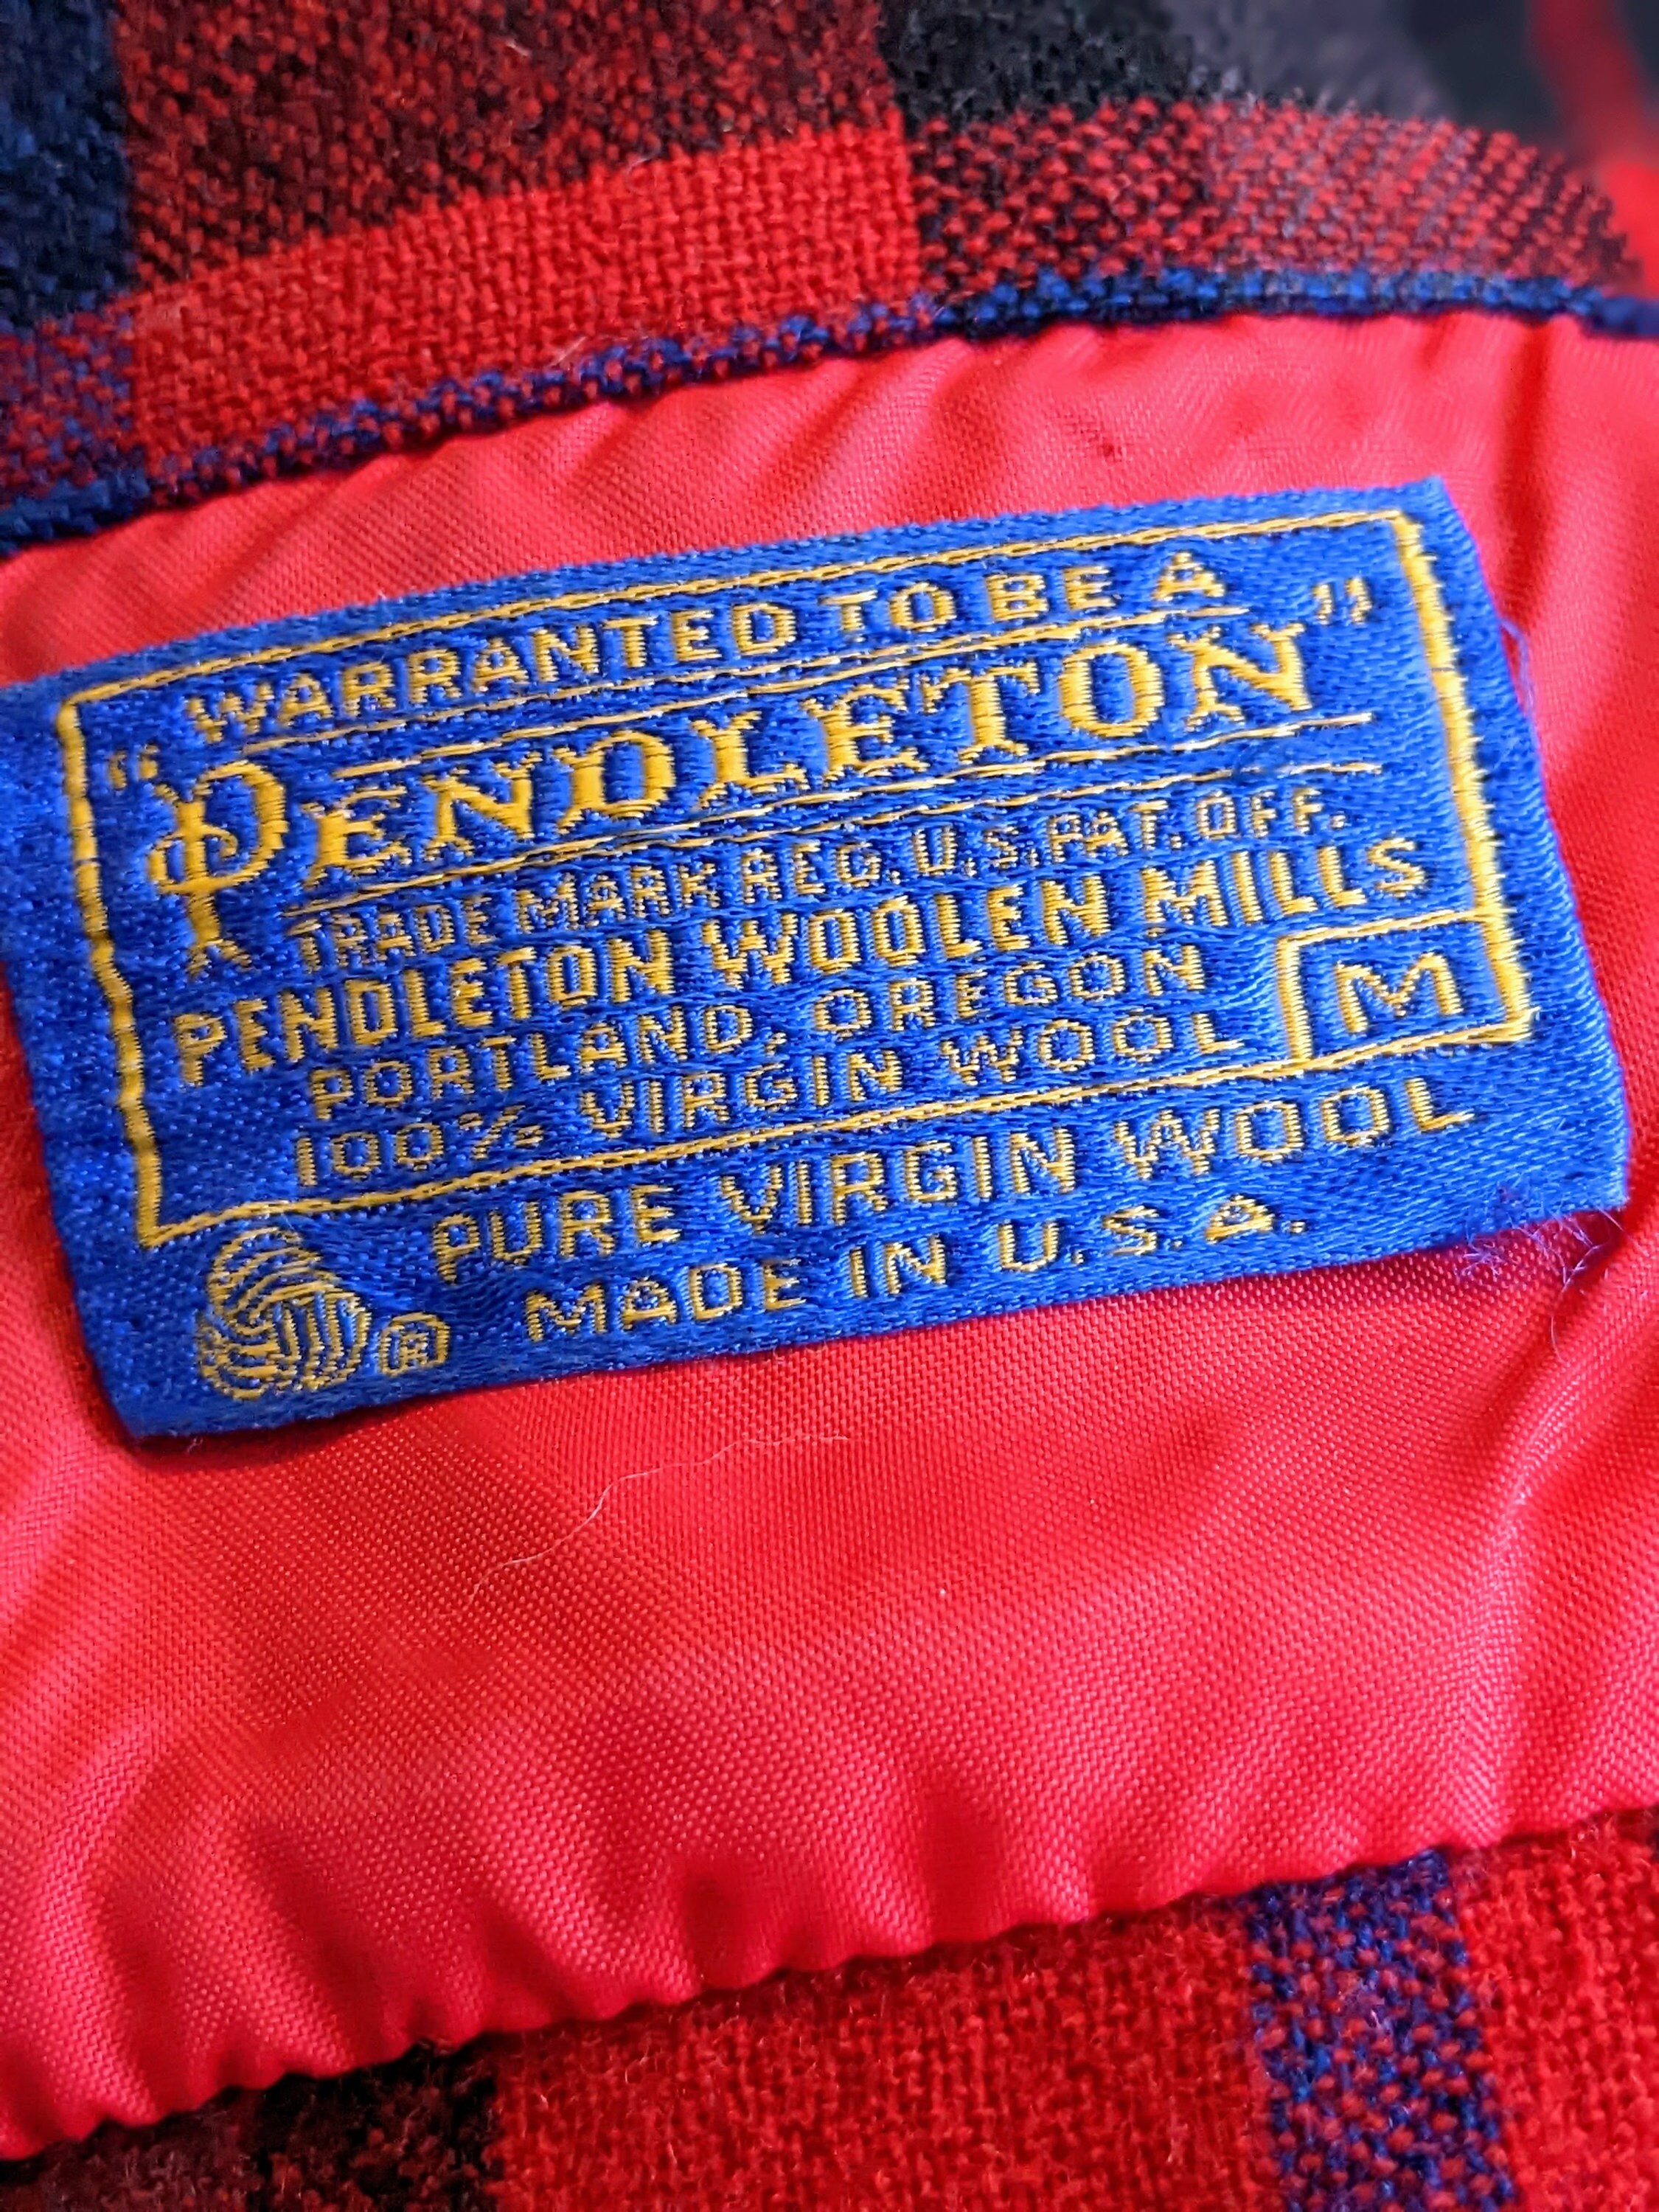 WARRANTED TO BE A
"PENDLETON"
TRADE MARK REG. U.S. PAT. OFF.
PENDLETON WOOLEN MILLS
PORTLAND, OREGON
100% VIRGIN WOOL
M
PURE VIRGIN WOOL
® MADE IN U.S.A.